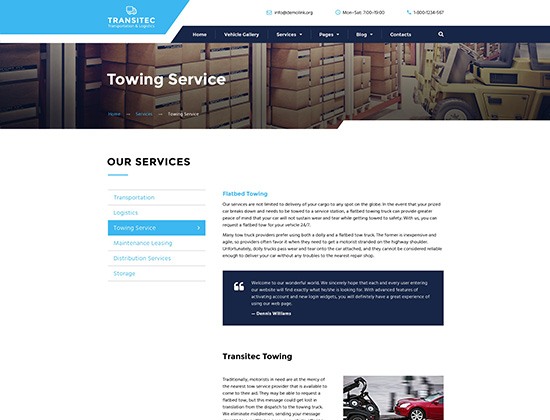 TRANSITEC
Transportation & Logistics
info@demolink.org
Mon–Sat: 7:00–19:00
1-800-1234-567
Home
Vehicle Gallery
Services
Pages
Blog
Contacts
Towing Service
Home — Services — Towing Service
OUR SERVICES
Transportation
Logistics
Towing Service
Maintenance Leasing
Distribution Services
Storage
Flatbed Towing
Our services are not limited to delivery of your cargo to any spot on the globe. In the event that your prized
car breaks down and needs to be towed to a service station, a flatbed towing truck can provide greater
peace of mind that your car will not sustain wear and tear while getting towed to safety. With us, you can
request a flatbed tow for your vehicle 24/7.
Many tow truck providers prefer using both a dolly and a flatbed tow truck. The former is inexpensive and
agile, so providers often favor it when they need to get a motorist stranded on the highway shoulder.
Unfortunately, dolly trucks pass wear and tear onto the car attached, and they cannot be considered reliable
enough to deliver your car without any troubles to the nearest repair shop.
Welcome to our wonderful world. We sincerely hope that each and every user entering
our website will find exactly what he/she is looking for. With advanced features of
activating account and new login widgets, you will definitely have a great experience of
using our web page.
— Dennis Williams
Transitec Towing
Traditionally, motorists in need are at the mercy of
the nearest tow service provider that is available to
come to their aid. They may be able to request a
flatbed tow, but this message could get lost in
translation from the dispatch to the towing truck.
We eliminate middlemen, sending your message